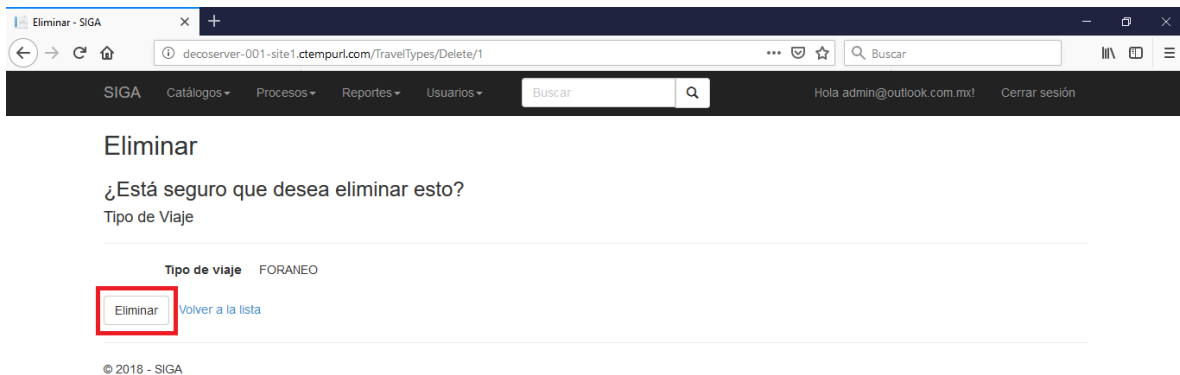 Eliminar - SIGA
decoserver-001-site1.ctempurl.com/TravelTypes/Delete/1
Buscar
SIGA Catálogos Procesos Reportes Usuarios Buscar Hola admin@outlook.com.mx! Cerrar sesión
Eliminar
¿Está seguro que desea eliminar esto?
Tipo de Viaje
Tipo de viaje FORANEO
Eliminar Volver a la lista
© 2018 - SIGA